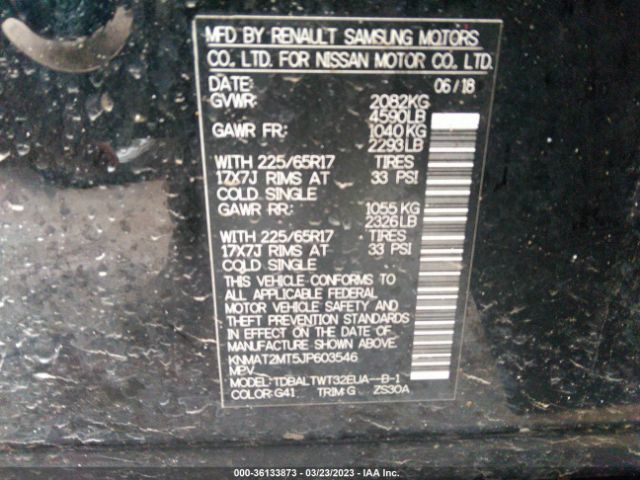 MFD BY RENAULT SAMSUNG MOTORS
CO., LTD. FOR NISSAN MOTOR CO., LTD.
DATE: 06/18
GVWR: 2082KG
4590LB
GAWR FR: 1040KG
2293LB
WITH 225/65R17 TIRES
17X7J RIMS AT 33 PSI
COLD SINGLE
GAWR RR: 1055KG
2326LB
WITH 225/65R17 TIRES
17X7J RIMS AT 33 PSI
COLD SINGLE
THIS VEHICLE CONFORMS TO
ALL APPLICABLE FEDERAL
MOTOR VEHICLE SAFETY AND
THEFT PREVENTION STANDARDS
IN EFFECT ON THE DATE OF
MANUFACTURE SHOWN ABOVE.
KNMAT2MT5JP603546
MPV
MODEL:TDBALTWT32EUA--D-1
COLOR:G41 TRIM:G ZS30A
000-36133873 - 03/23/2023 - IAA Inc.